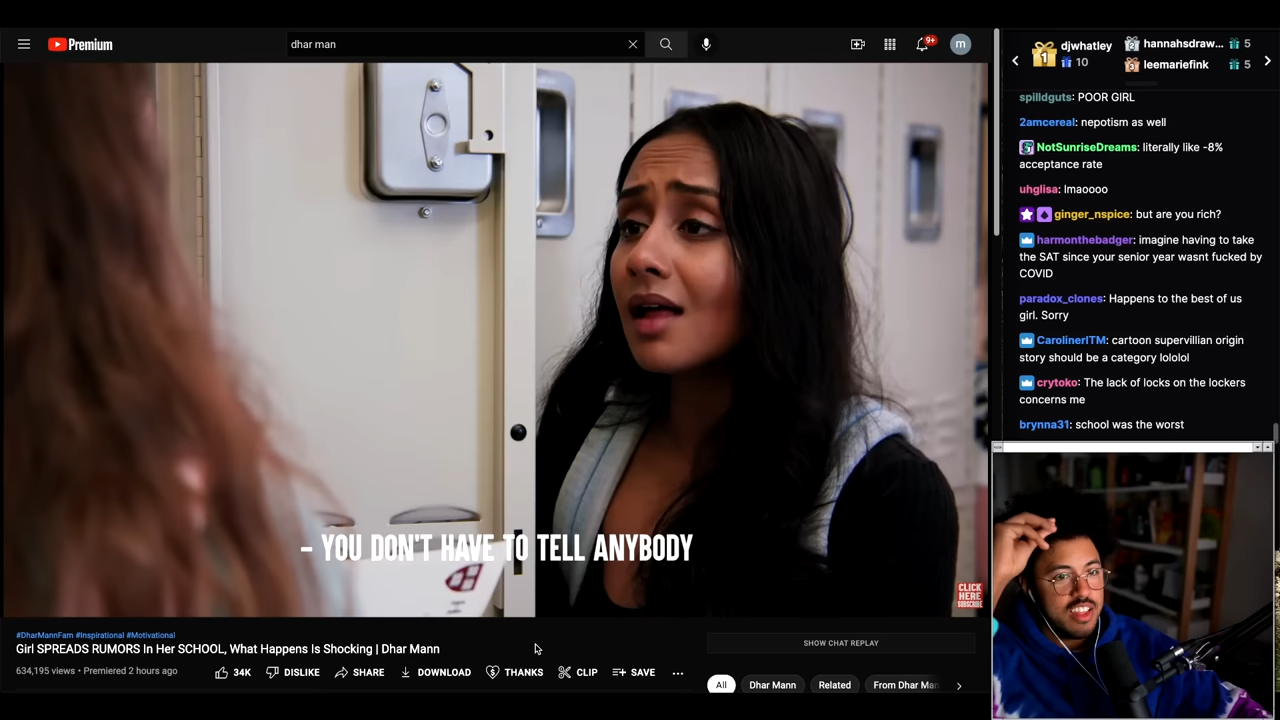 Premium
dhar man
9+
m
- YOU DON'T HAVE TO TELL ANYBODY
CLICK
HERE
SUBSCRIBE
#DharMannFam #Inspirational #Motivational
Girl SPREADS RUMORS In Her SCHOOL, What Happens Is Shocking | Dhar Mann
634,195 views • Premiered 2 hours ago
34K
DISLIKE
SHARE
DOWNLOAD
THANKS
CLIP
SAVE
SHOW CHAT REPLAY
All
Dhar Mann
Related
From Dhar Man
1
djwhatley
10
2
hannahsdraw...
5
3
leemariefink
5
spilldguts: POOR GIRL
2amcereal: nepotism as well
NotSunriseDreams: literally like -8%
acceptance rate
uhglisa: lmaoooo
ginger_nspice: but are you rich?
harmonthebadger: imagine having to take
the SAT since your senior year wasnt fucked by
COVID
paradox_clones: Happens to the best of us
girl. Sorry
CarolinerITM: cartoon supervillian origin
story should be a category lololol
crytoko: The lack of locks on the lockers
concerns me
brynna31: school was the worst